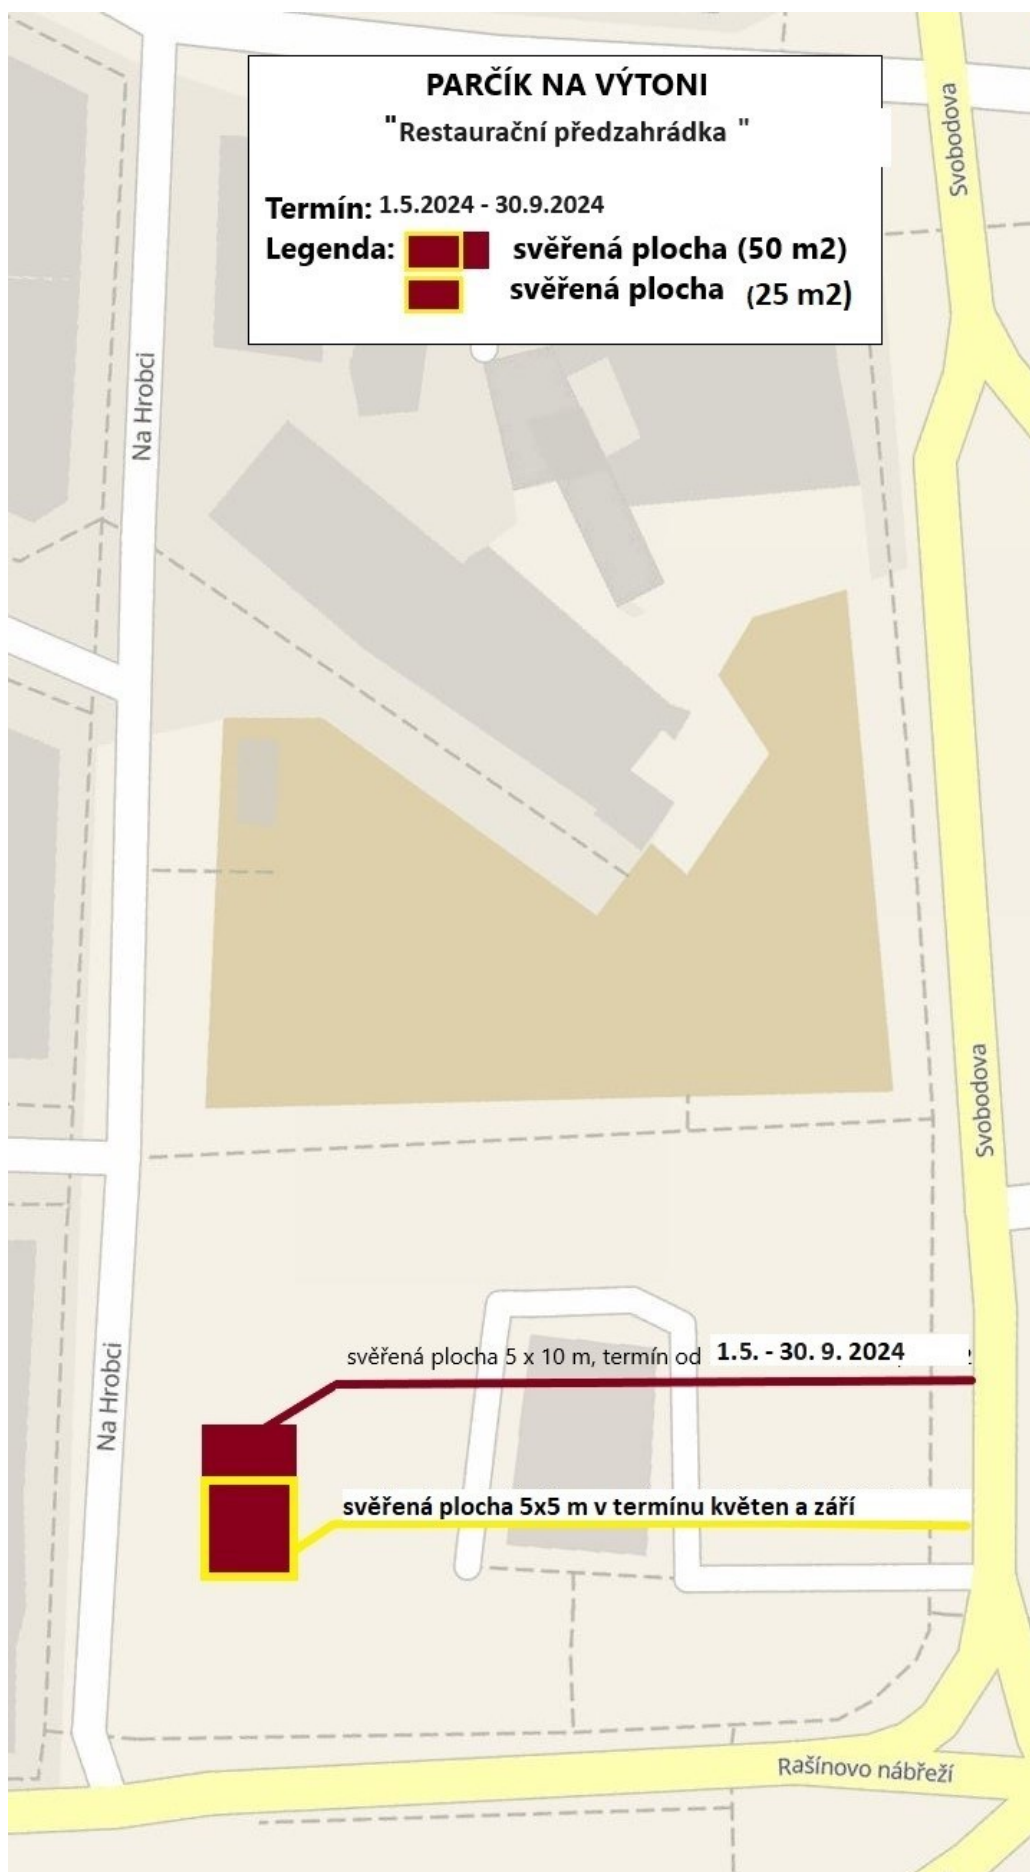 PARČÍK NA VÝTONI
"Restaurační předzahrádka "
Termín: 1.5.2024 - 30.9.2024
Legenda: svěřená plocha (50 m2)
svěřená plocha (25 m2)
Svobodova
Na Hrobci
Svobodova
Na Hrobci
svěřená plocha 5 x 10 m, termín od 1.5. - 30. 9. 2024
svěřená plocha 5x5 m v termínu květen a září
Rašínovo nábřeží